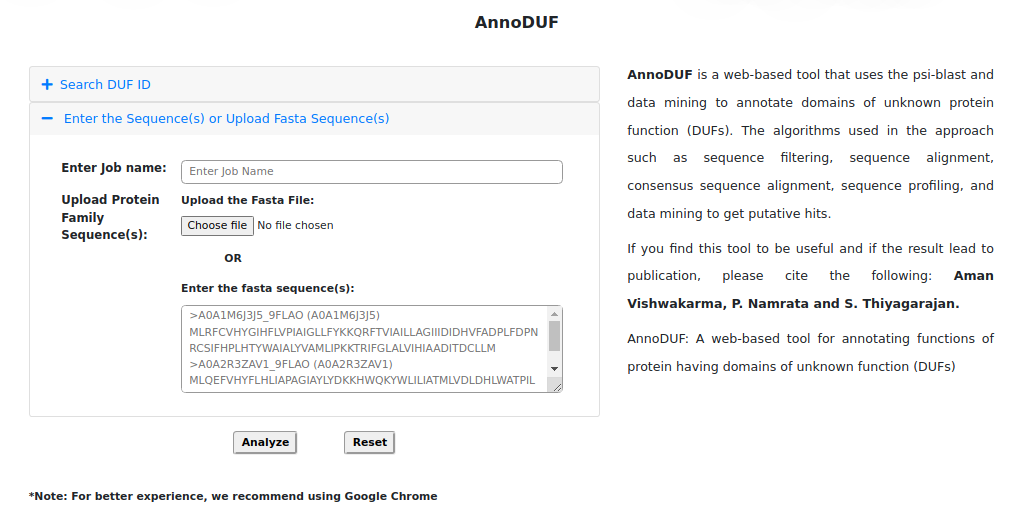 AnnoDUF
+ Search DUF ID
− Enter the Sequence(s) or Upload Fasta Sequence(s)
Enter Job name:
Enter Job Name
Upload Protein
Family
Sequence(s):
Upload the Fasta File:
Choose file No file chosen
OR
Enter the fasta sequence(s):
>A0A1M6J3J5_9FLAO (A0A1M6J3J5)
MLRFCVHYGIHFLVPIAIGLLFYKKQRFTVIAILLAGIIIDIDHVFADPLFDPN
RCSIFHPLHTYWAIALYVAMLIPKKTRIFGLALVIHIAADITDCLLM
>A0A2R3ZAV1_9FLAO (A0A2R3ZAV1)
MLQEFVHYFLHLIAPAGIAYLYDKKHWQKYWLILIATMLVDLDHLWATPIL
Analyze
Reset
*Note: For better experience, we recommend using Google Chrome
AnnoDUF is a web-based tool that uses the psi-blast and
data mining to annotate domains of unknown protein
function (DUFs). The algorithms used in the approach
such as sequence filtering, sequence alignment,
consensus sequence alignment, sequence profiling, and
data mining to get putative hits.
If you find this tool to be useful and if the result lead to
publication, please cite the following: Aman
Vishwakarma, P. Namrata and S. Thiyagarajan.
AnnoDUF: A web-based tool for annotating functions of
protein having domains of unknown function (DUFs)